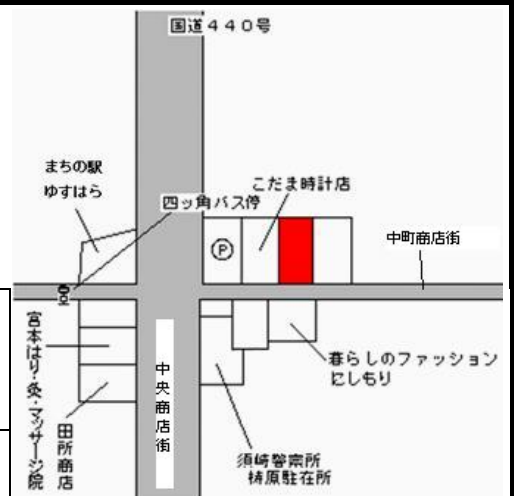 国道４４０号
まちの駅
ゆすはら
四ッ角バス停
こだま時計店
中町商店街
Ⓟ
宮本はり・灸・マッサージ院
田所商店
中央商店街
暮らしのファッション
にしもり
須崎警察所
梼原駐在所